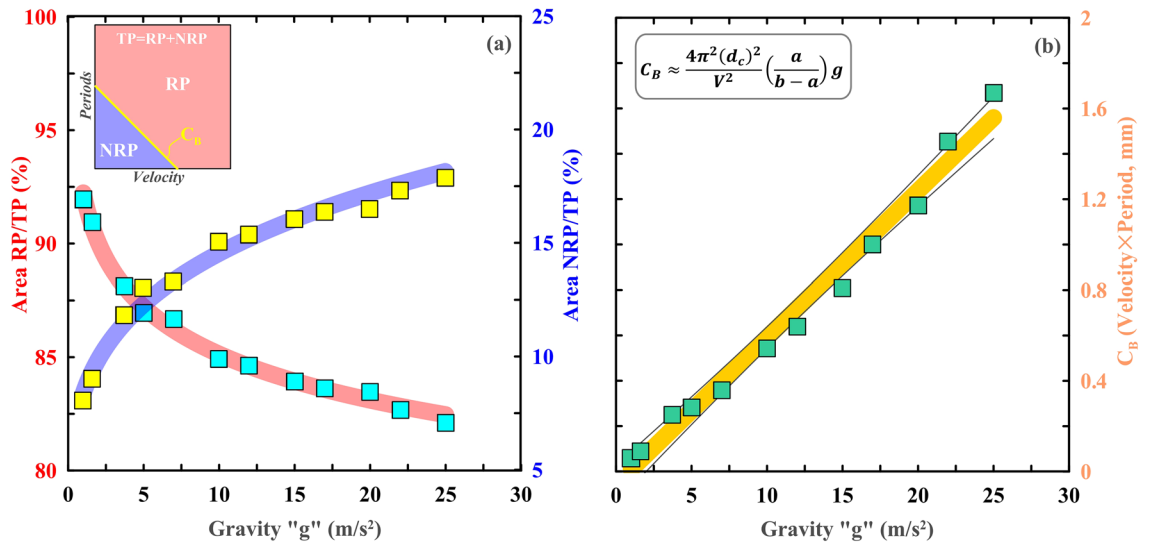 (a)
TP=RP+NRP
RP
NRP
C_B
Periods
Velocity
100
95
90
85
80
Area RP/TP (%)
25
20
15
10
5
Area NRP/TP (%)
0 5 10 15 20 25 30
Gravity "g" (m/s²)
(b)
C_B ≈ 4π²(d_c)²/V² (a/(b − a)) g
2
1.6
1.2
0.8
0.4
0
C_B (Velocity×Period, mm)
0 5 10 15 20 25 30
Gravity "g" (m/s²)